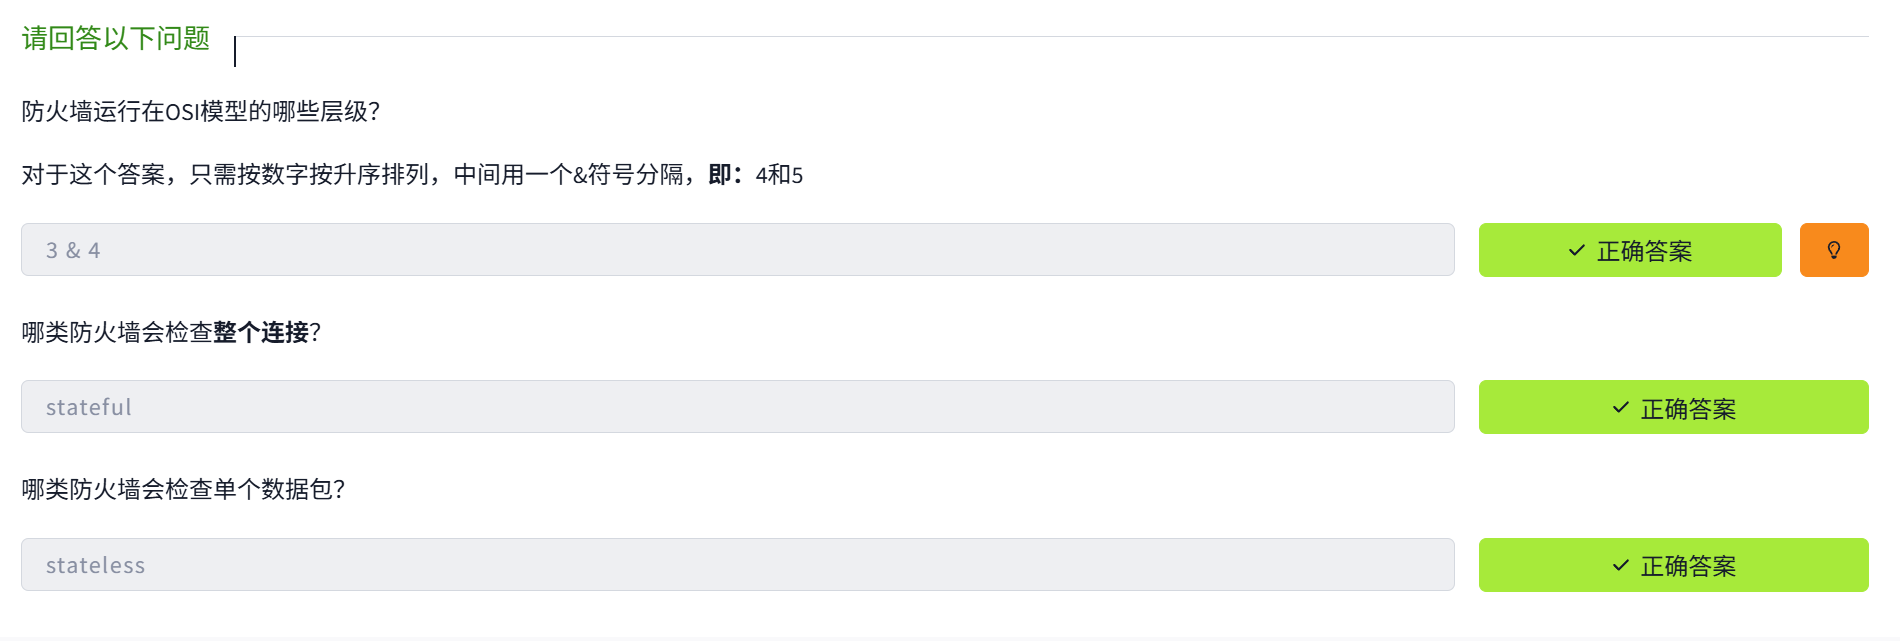 请回答以下问题
防火墙运行在OSI模型的哪些层级？
对于这个答案，只需按数字按升序排列，中间用一个&符号分隔，即：4和5
3 & 4
正确答案
哪类防火墙会检查整个连接？
stateful
正确答案
哪类防火墙会检查单个数据包？
stateless
正确答案